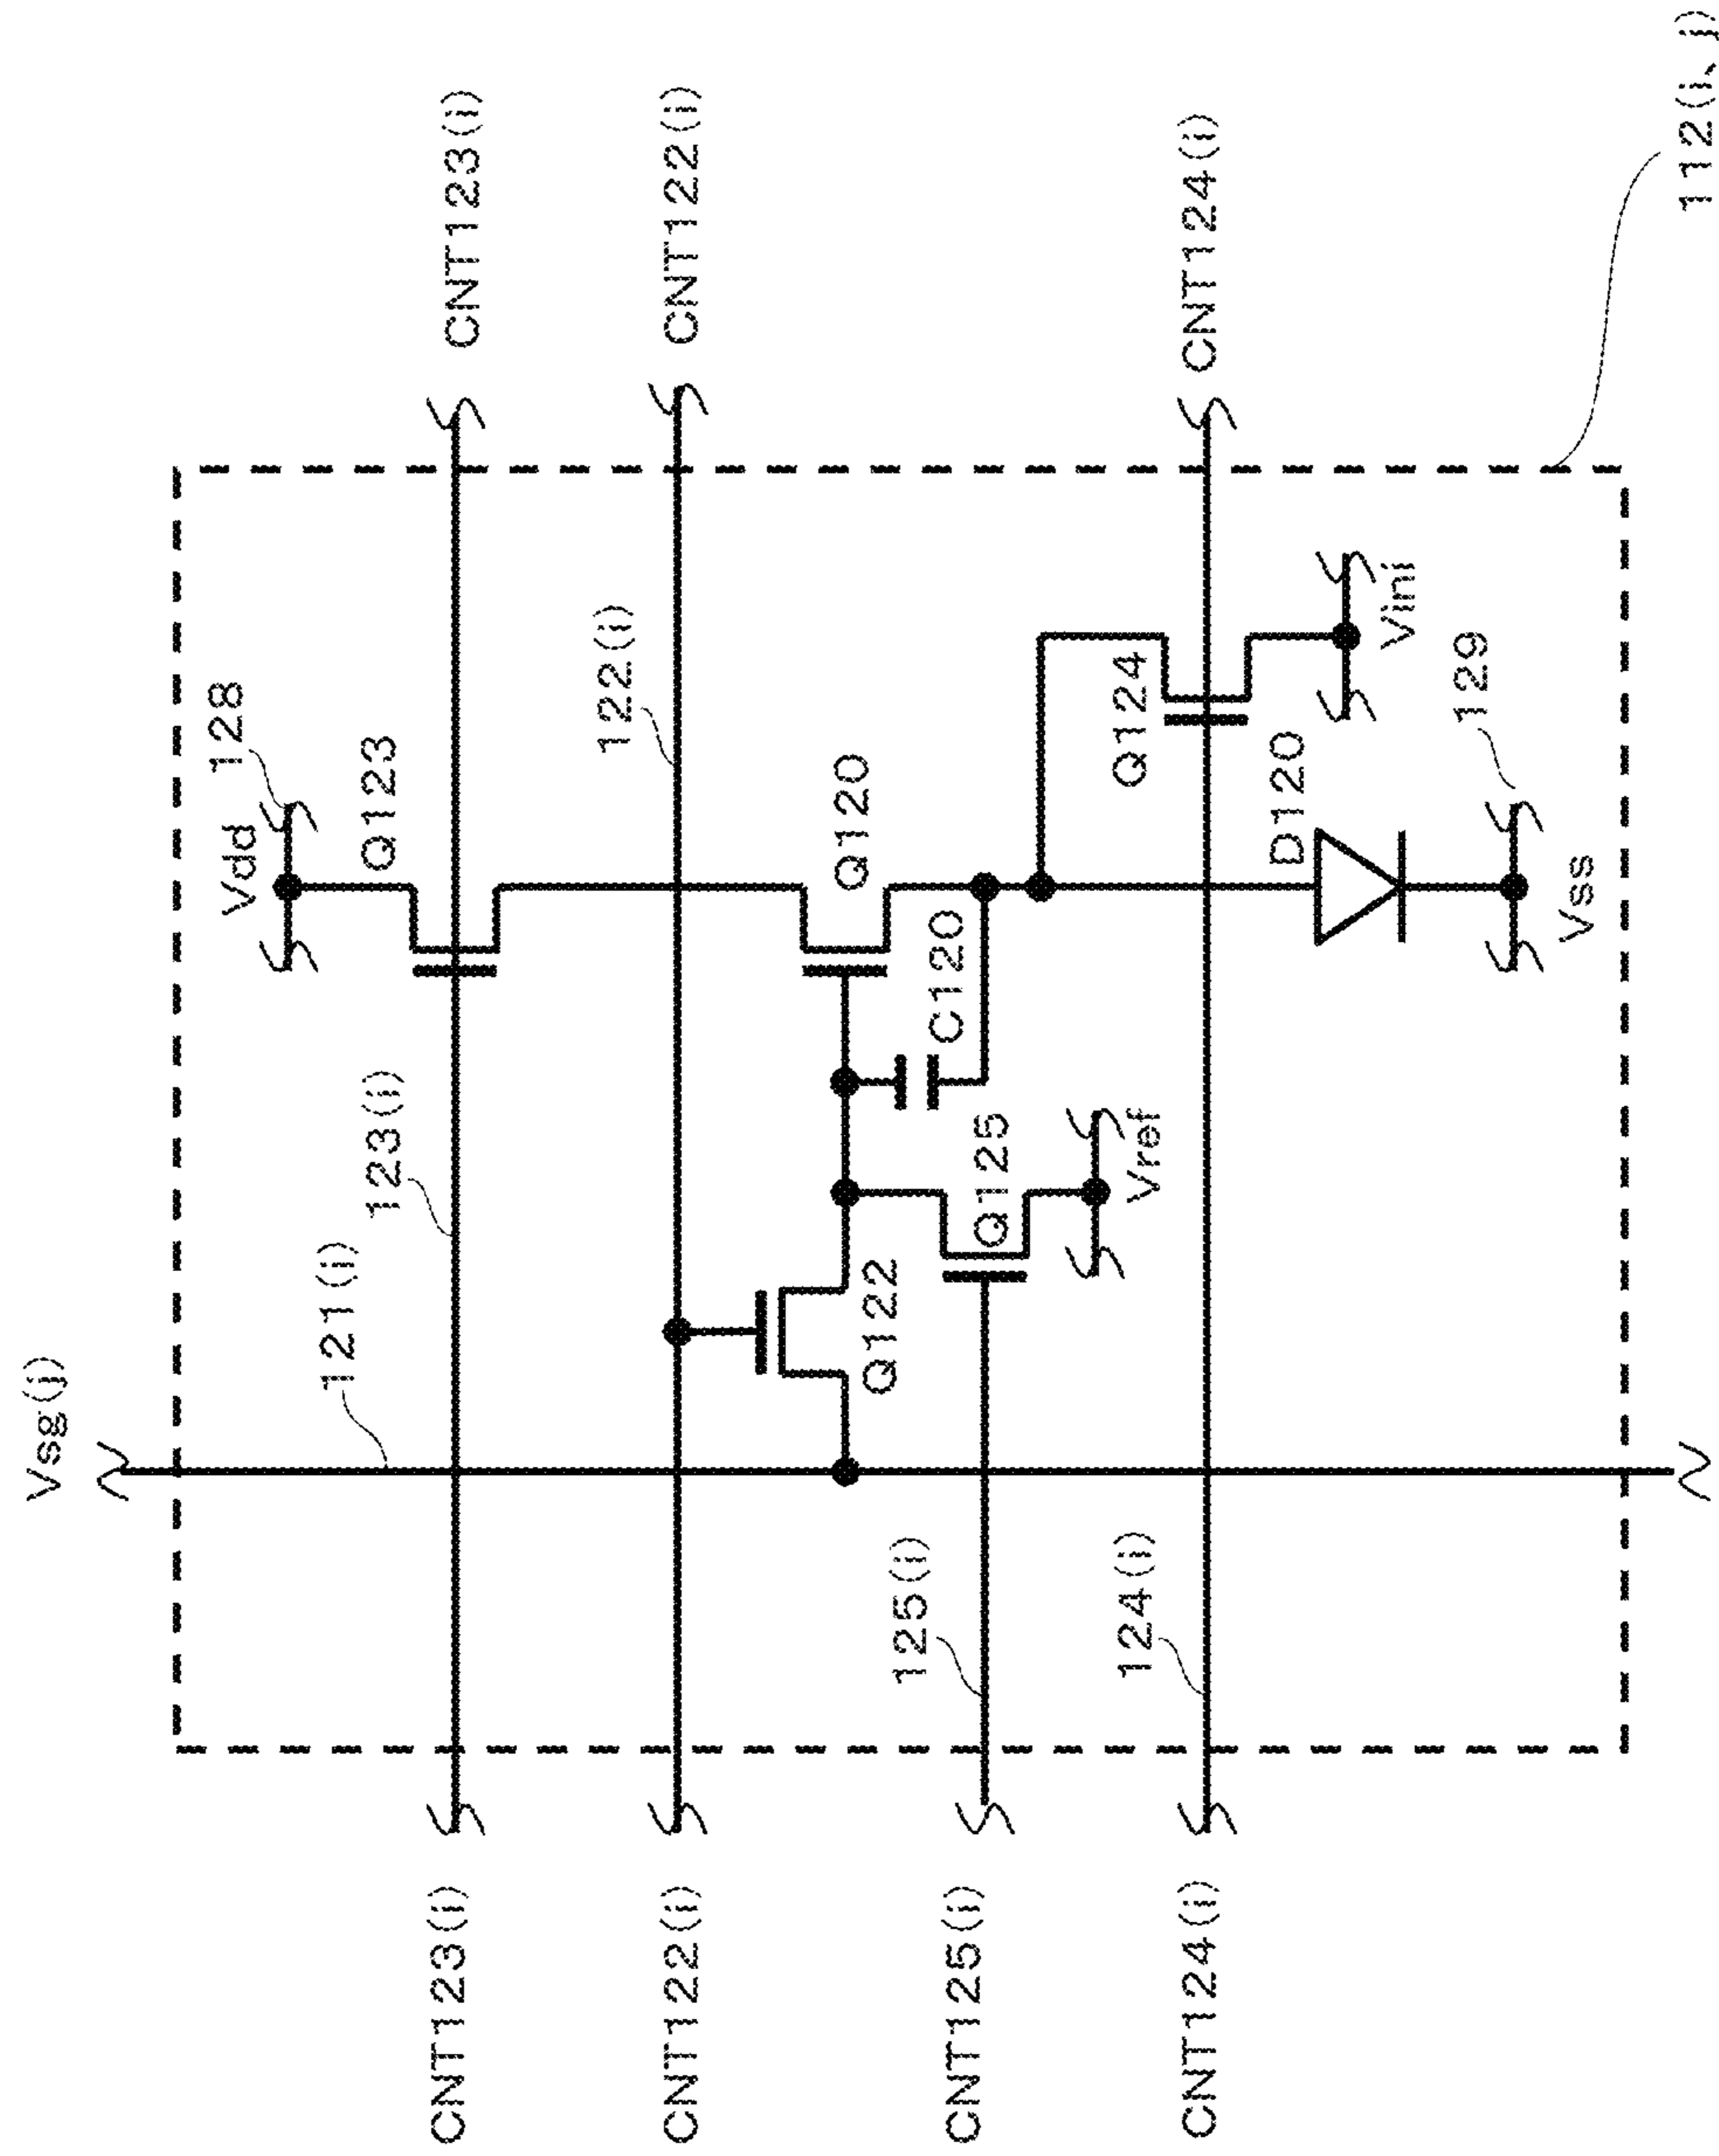 Vsg(j)
Vdd 128
121(i)
123(i)
Q123
CNT123(i)
CNT123(i)
122(i)
CNT122(i)
CNT122(i)
Q122
Q120
C120
125(i)
CNT125(i)
Q125
Vref
124(i)
Q124
CNT124(i)
CNT124(i)
D120
Vini
129
Vss
112(i、j)